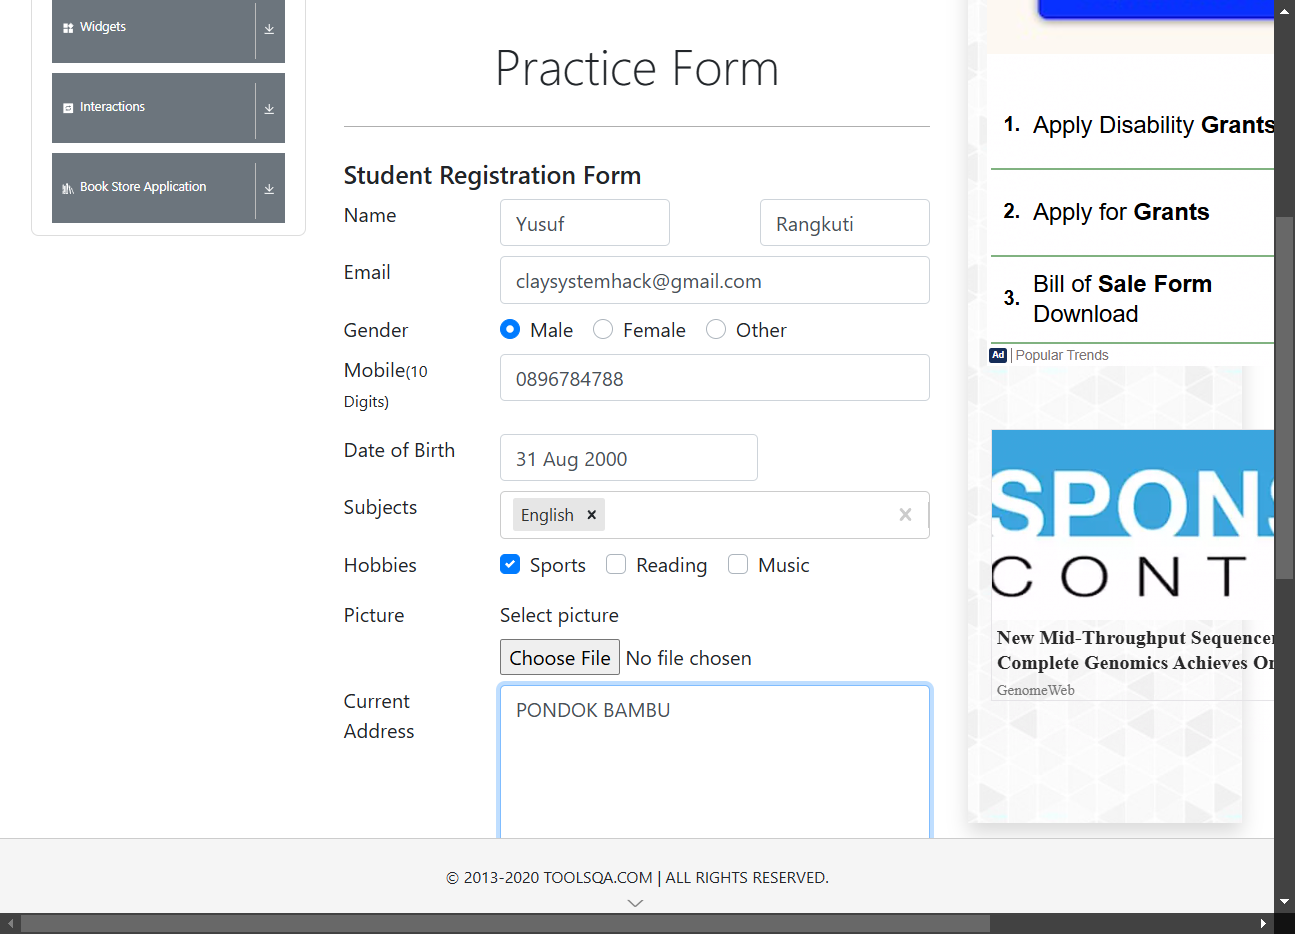 Widgets
Interactions
Book Store Application
Practice Form
Student Registration Form
Name
Yusuf
Rangkuti
Email
claysystemhack@gmail.com
Gender
Male
Female
Other
Mobile(10
Digits)
0896784788
Date of Birth
31 Aug 2000
Subjects
English ×
×
Hobbies
Sports
Reading
Music
Picture
Select picture
Choose File No file chosen
Current
Address
PONDOK BAMBU
© 2013-2020 TOOLSQA.COM | ALL RIGHTS RESERVED.
1. Apply Disability Grants
2. Apply for Grants
3. Bill of Sale Form
Download
Ad | Popular Trends
SPONS
CONT
New Mid-Throughput Sequencer
Complete Genomics Achieves
GenomeWeb